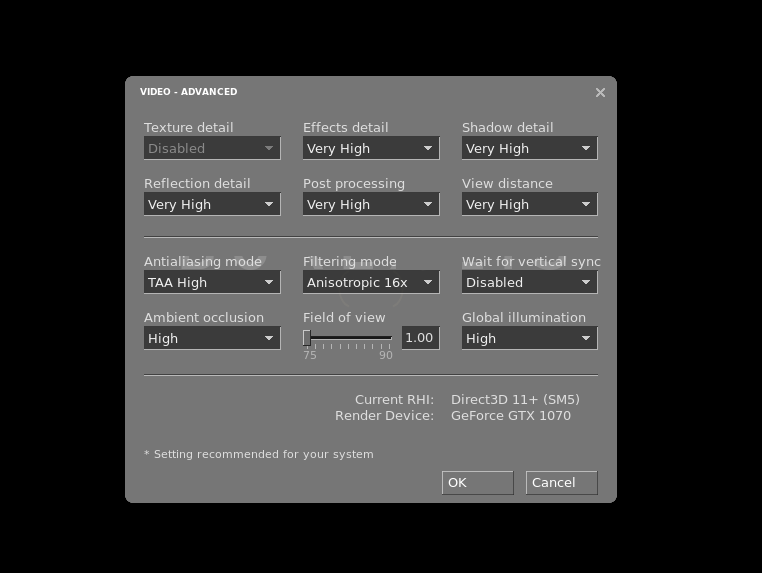 VIDEO - ADVANCED
Texture detail Effects detail Shadow detail
Disabled Very High Very High
Reflection detail Post processing View distance
Very High Very High Very High
Antialiasing mode Filtering mode Wait for vertical sync
TAA High Anisotropic 16x Disabled
Ambient occlusion Field of view Global illumination
High 1.00 High
75 90
Current RHI: Direct3D 11+ (SM5)
Render Device: GeForce GTX 1070
* Setting recommended for your system
OK Cancel